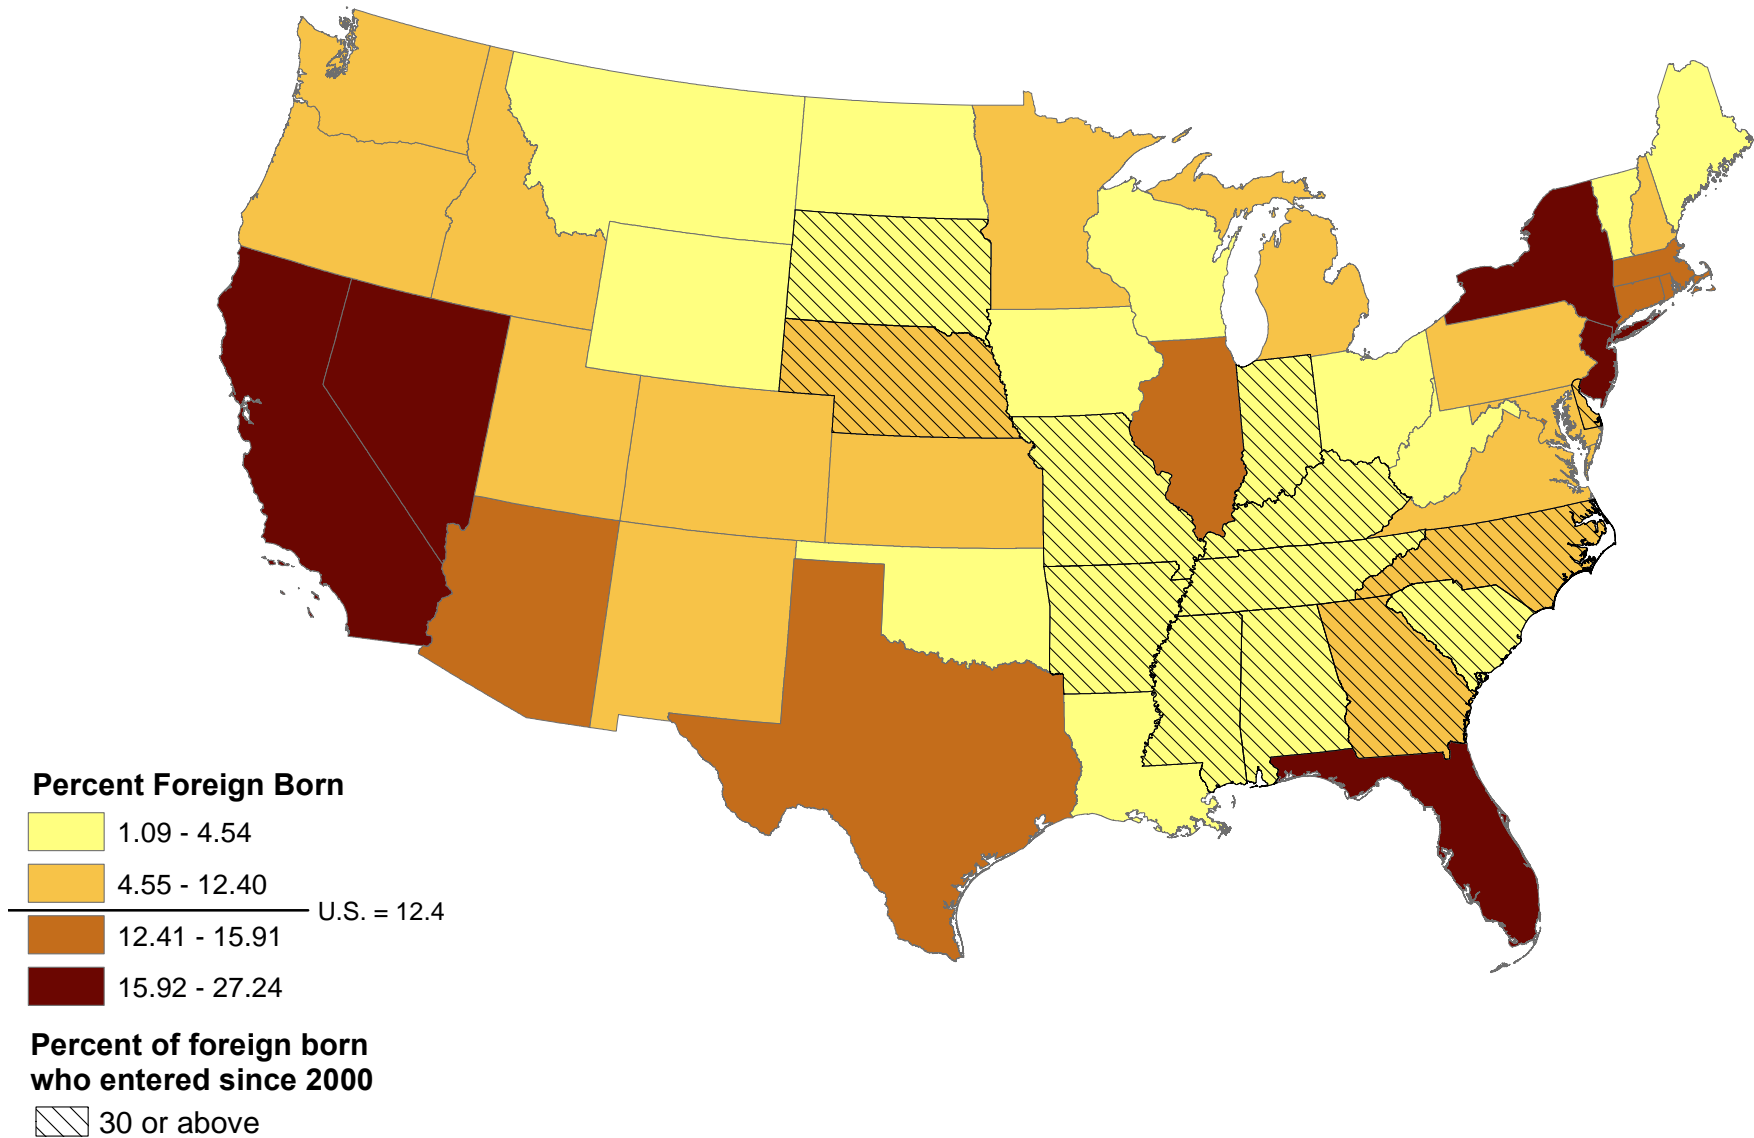 Percent Foreign Born
1.09 - 4.54
4.55 - 12.40
U.S. = 12.4
12.41 - 15.91
15.92 - 27.24
Percent of foreign born
who entered since 2000
30 or above